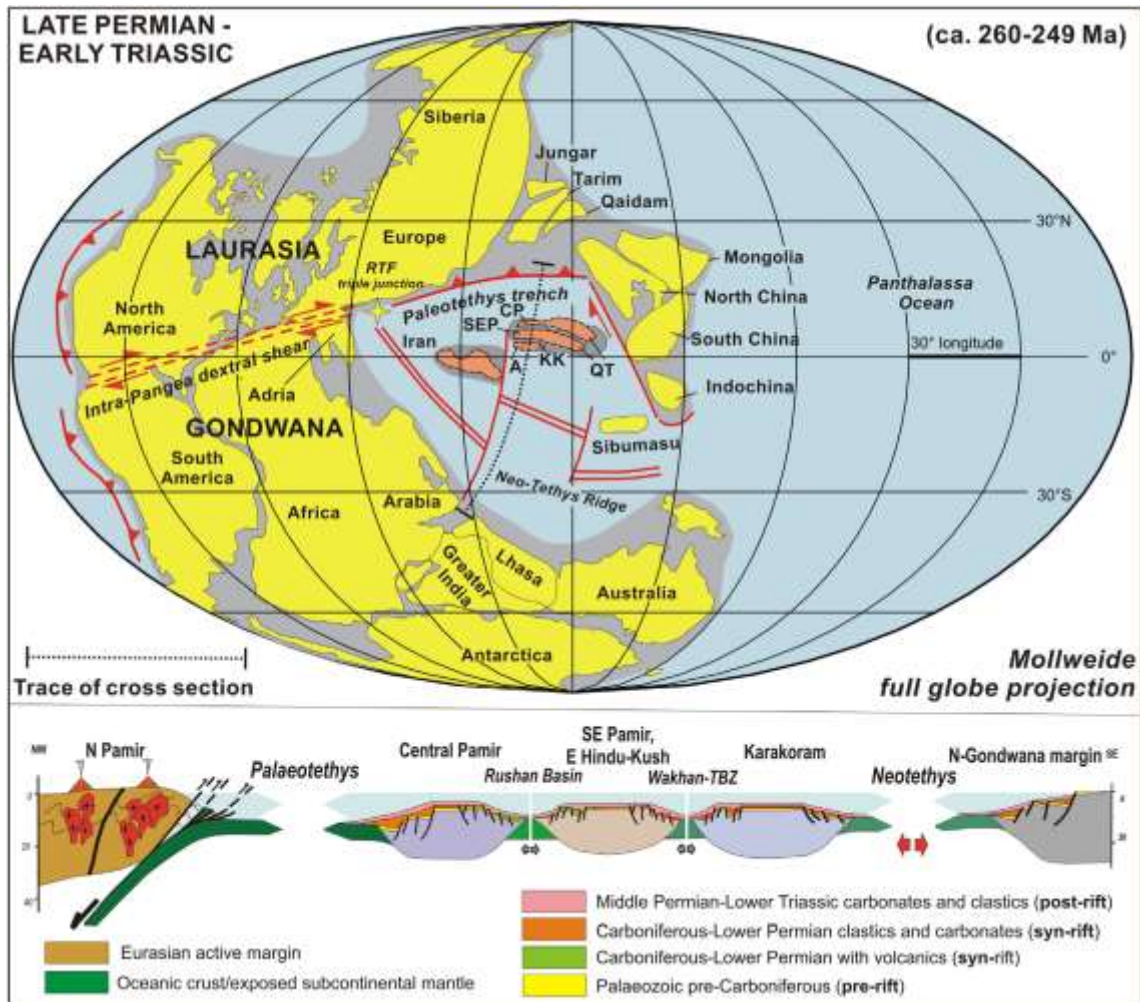 LATE PERMIAN -
EARLY TRIASSIC
(ca. 260-249 Ma)
Siberia
Jungar
Tarim
Qaidam
30°N
LAURASIA
Europe
Mongolia
RTF
triple junction
Panthalassa
Ocean
North
America
Paleotethys trench
North China
CP
SEP
Iran
South China
30° longitude
0°
A
KK
QT
Intra-Pangea dextral shear
Adria
Indochina
GONDWANA
Sibumasu
South
America
Neo-Tethys Ridge
Arabia
30°S
Africa
Greater
India
Lhasa
Australia
Antarctica
Trace of cross section
Mollweide
full globe projection
NW
N Pamir
Palaeotethys
Central Pamir
Rushan Basin
SE Pamir,
E Hindu-Kush
Wakhan-TBZ
Karakoram
Neotethys
N-Gondwana margin
SE
Middle Permian-Lower Triassic carbonates and clastics (post-rift)
Carboniferous-Lower Permian clastics and carbonates (syn-rift)
Eurasian active margin
Carboniferous-Lower Permian with volcanics (syn-rift)
Oceanic crust/exposed subcontinental mantle
Palaeozoic pre-Carboniferous (pre-rift)